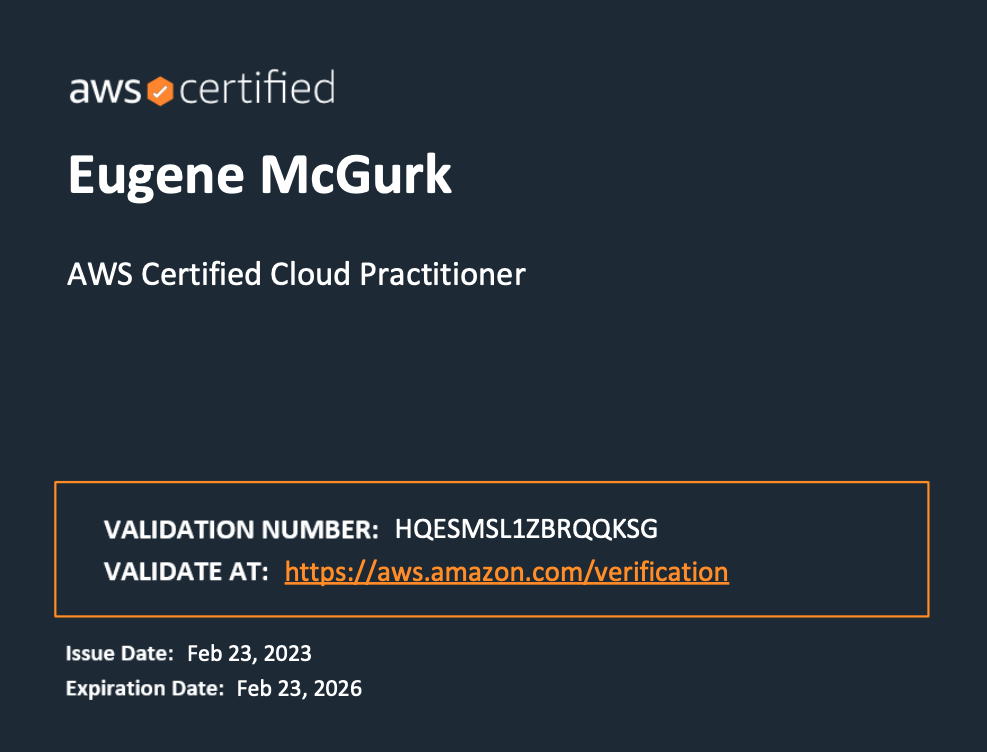 aws certified
Eugene McGurk
AWS Certified Cloud Practitioner
VALIDATION NUMBER: HQESMSL1ZBRQQKSG
VALIDATE AT: https://aws.amazon.com/verification
Issue Date: Feb 23, 2023
Expiration Date: Feb 23, 2026